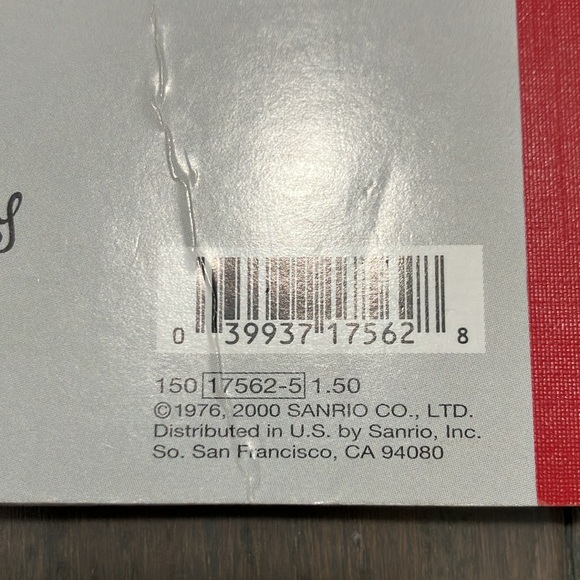 0 39937 17562 8
150 17562-5 1.50
©1976, 2000 SANRIO CO., LTD.
Distributed in U.S. by Sanrio, Inc.
So. San Francisco, CA 94080